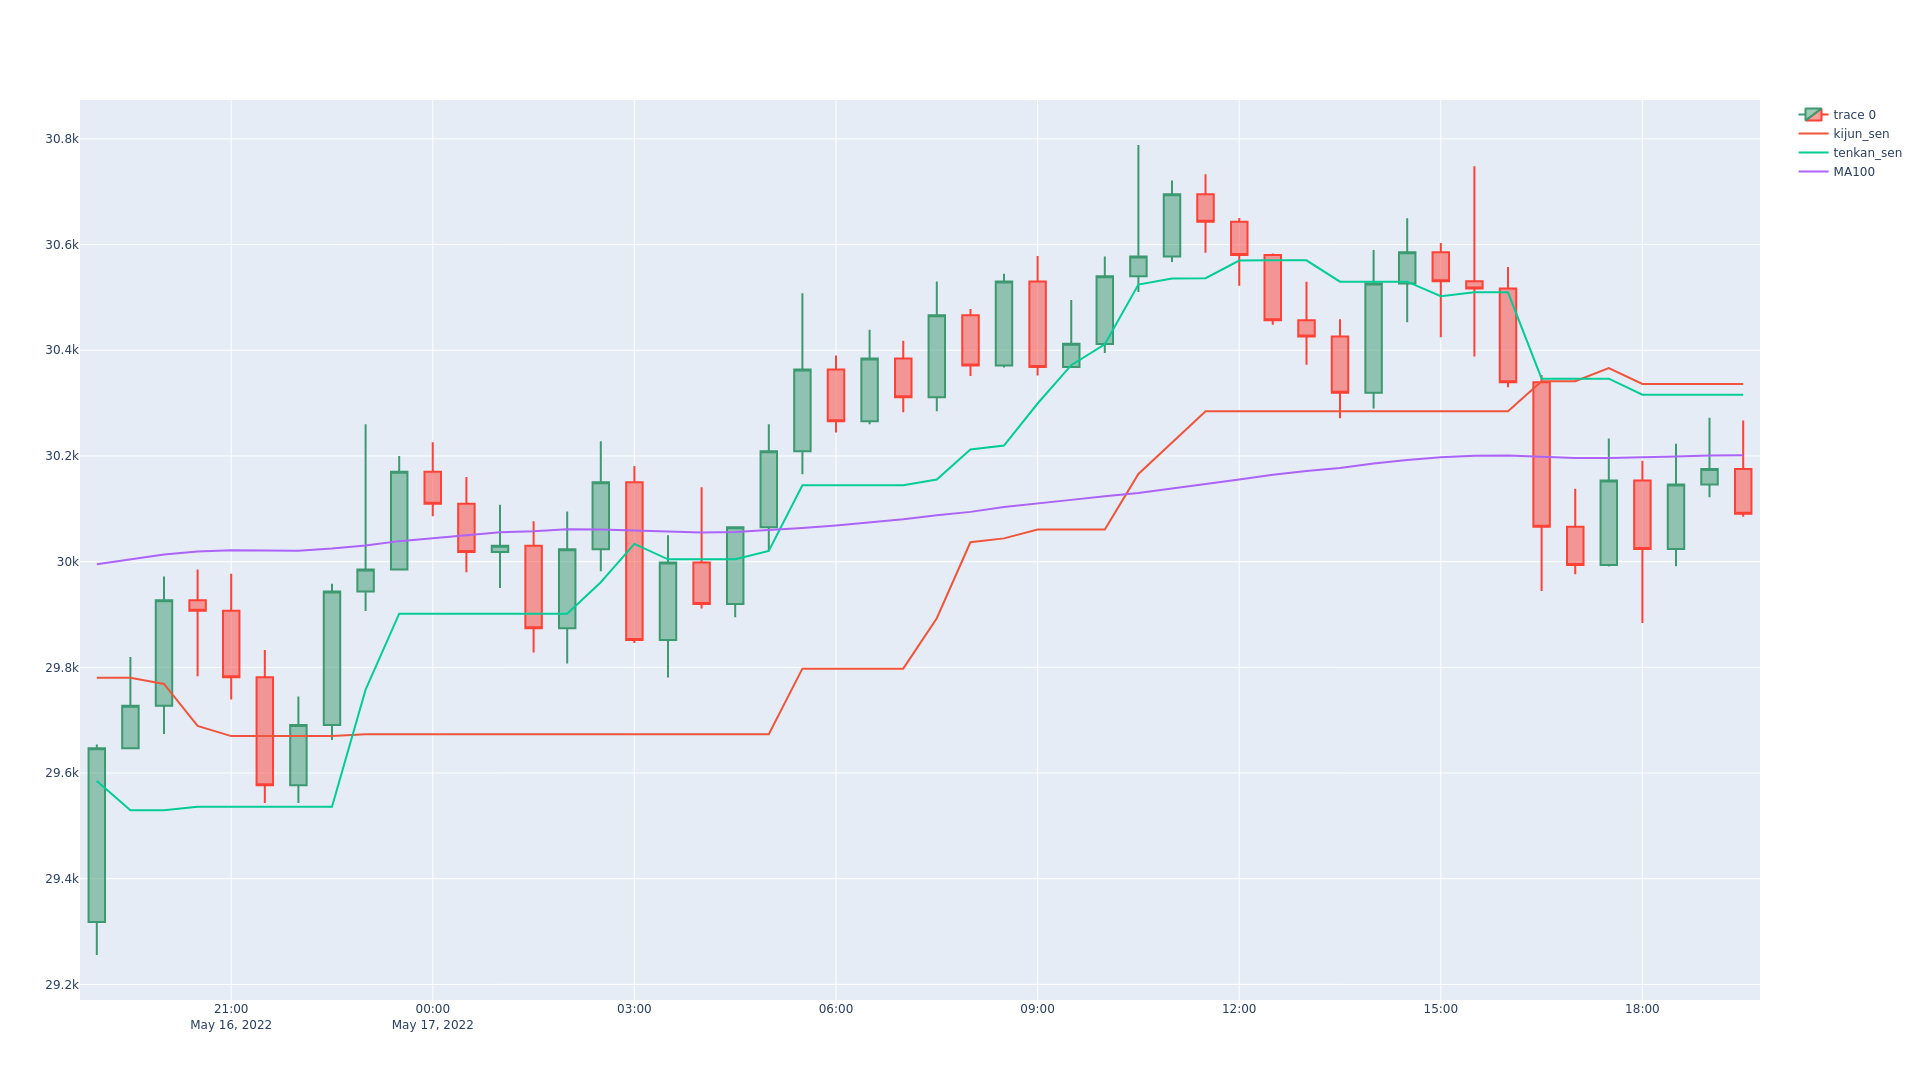 trace 0
kijun_sen
tenkan_sen
MA100
30.8k
30.6k
30.4k
30.2k
30k
29.8k
29.6k
29.4k
29.2k
21:00 00:00 03:00 06:00 09:00 12:00 15:00 18:00
May 16, 2022 May 17, 2022